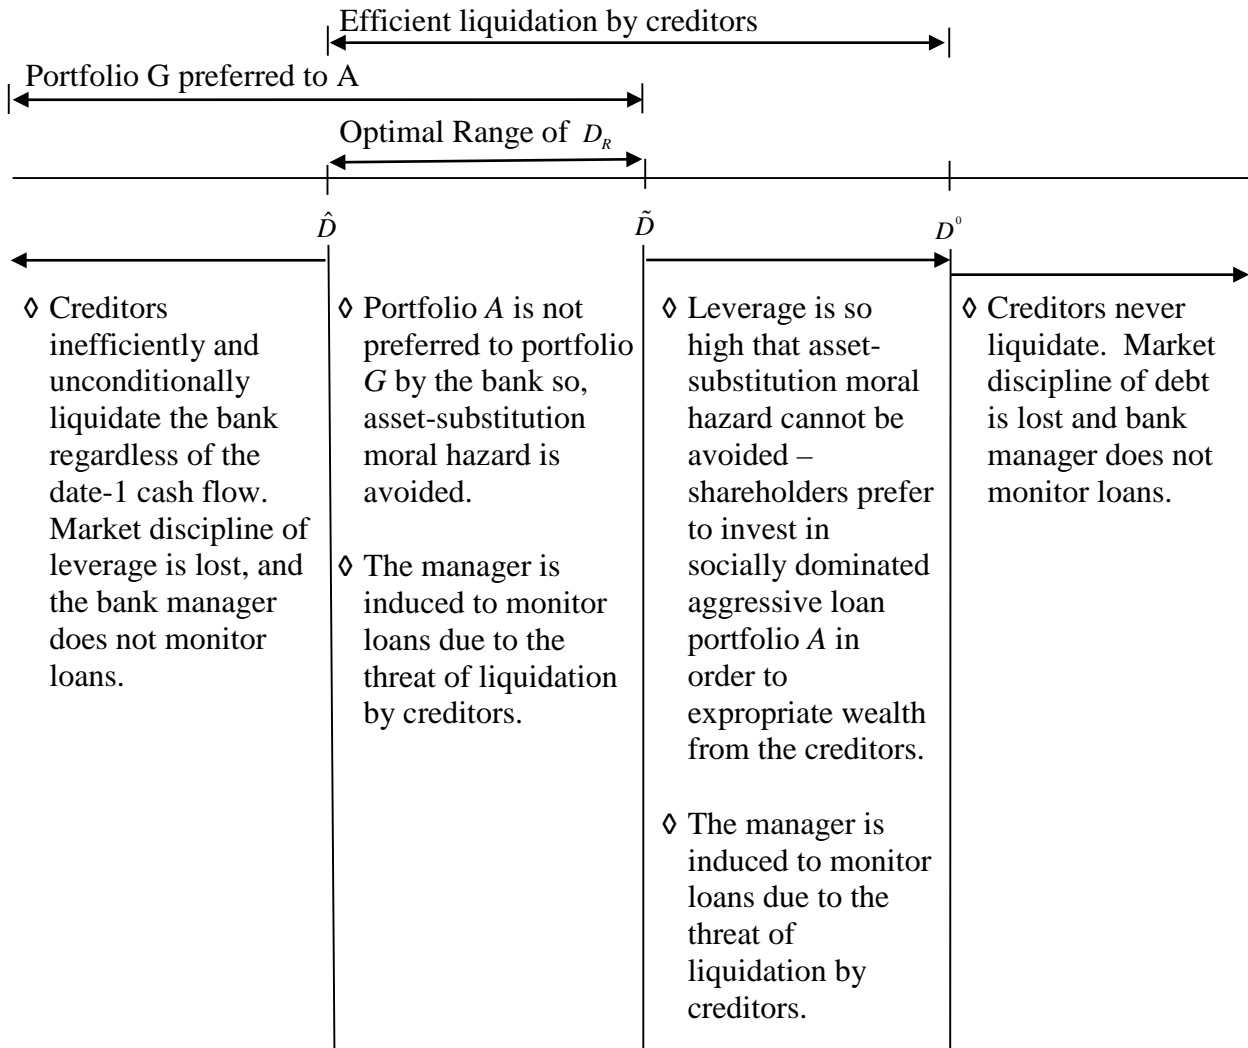 Efficient liquidation by creditors
Portfolio G preferred to A
Optimal Range of D_R
D̂
D̃
D⁰
◊ Creditors
inefficiently and
unconditionally
liquidate the bank
regardless of the
date-1 cash flow.
Market discipline of
leverage is lost, and
the bank manager
does not monitor
loans.
◊ Portfolio A is not
preferred to portfolio
G by the bank so,
asset-substitution
moral hazard is
avoided.
◊ The manager is
induced to monitor
loans due to the
threat of liquidation
by creditors.
◊ Leverage is so
high that asset-
substitution moral
hazard cannot be
avoided –
shareholders prefer
to invest in
socially dominated
aggressive loan
portfolio A in
order to
expropriate wealth
from the creditors.
◊ The manager is
induced to monitor
loans due to the
threat of
liquidation by
creditors.
◊ Creditors never
liquidate. Market
discipline of debt
is lost and bank
manager does not
monitor loans.